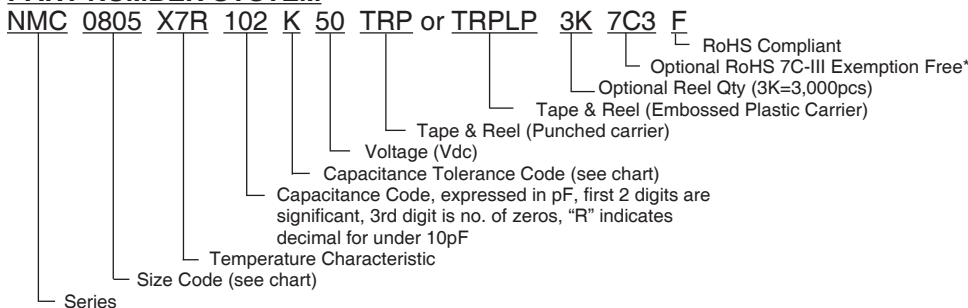 PART NUMBER SYSTEM
NMC 0805 X7R 102 K 50 TRP or TRPLP 3K 7C3 F
RoHS Compliant
Optional RoHS 7C-III Exemption Free*
Optional Reel Qty (3K=3,000pcs)
Tape & Reel (Embossed Plastic Carrier)
Tape & Reel (Punched carrier)
Voltage (Vdc)
Capacitance Tolerance Code (see chart)
Capacitance Code, expressed in pF, first 2 digits are
significant, 3rd digit is no. of zeros, “R” indicates
decimal for under 10pF
Temperature Characteristic
Size Code (see chart)
Series